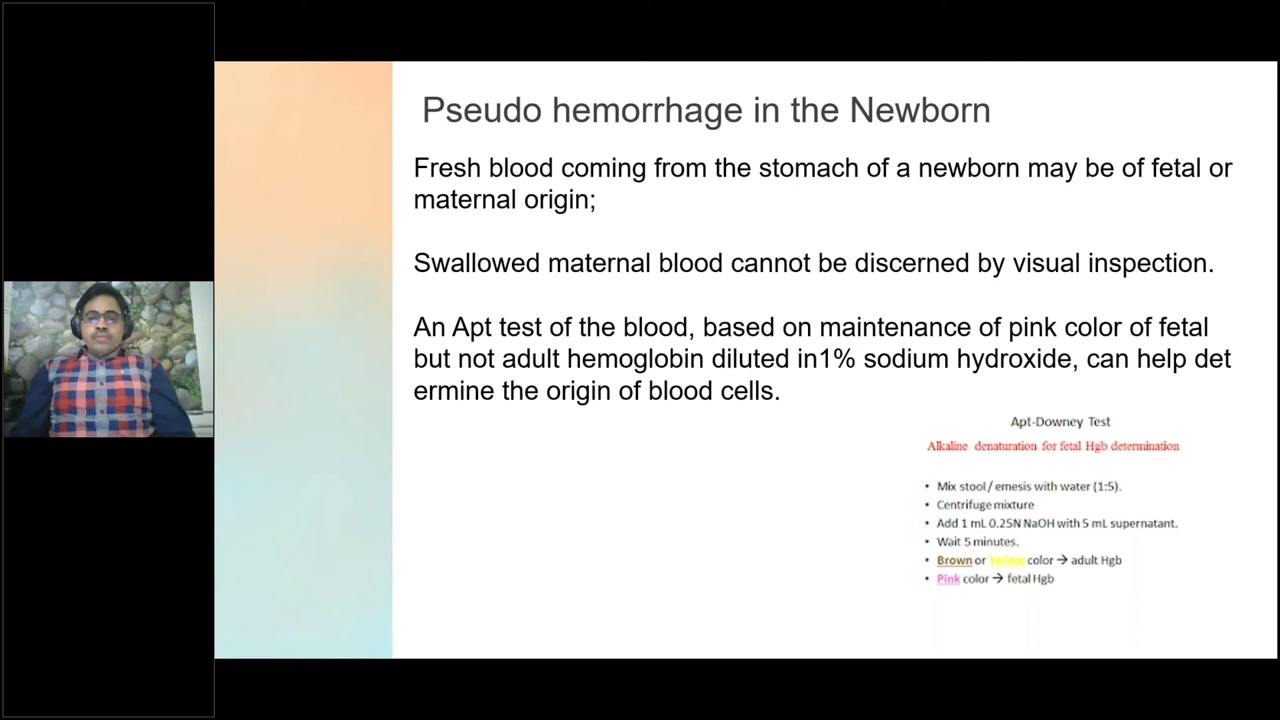 Pseudo hemorrhage in the Newborn
Fresh blood coming from the stomach of a newborn may be of fetal or
maternal origin;
Swallowed maternal blood cannot be discerned by visual inspection.
An Apt test of the blood, based on maintenance of pink color of fetal
but not adult hemoglobin diluted in1% sodium hydroxide, can help det
ermine the origin of blood cells.
Apt-Downey Test
Alkaline denaturation for fetal Hgb determination
• Mix stool / emesis with water (1:5).
• Centrifuge mixture
• Add 1 mL 0.25N NaOH with 5 mL supernatant.
• Wait 5 minutes.
• Brown or Yellow color → adult Hgb
• Pink color → fetal Hgb